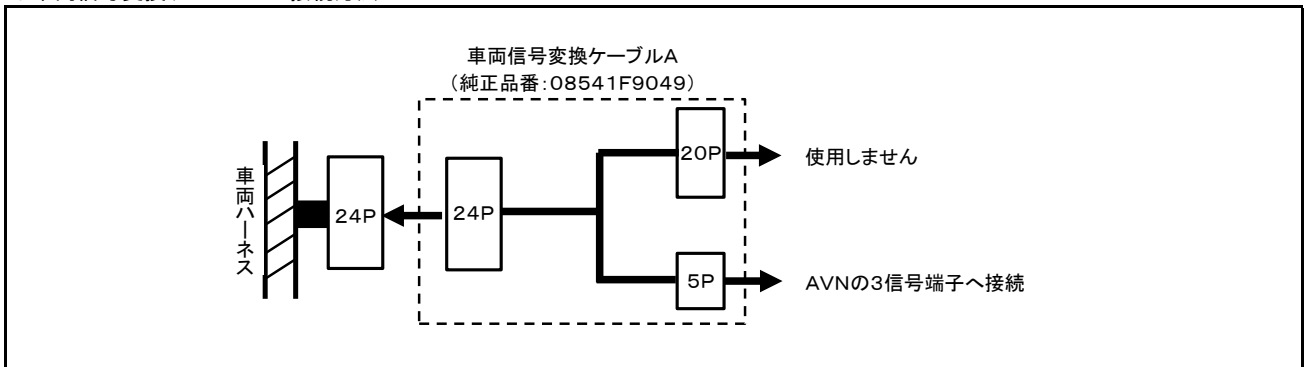 車両信号変換ケーブルA
(純正品番:08541F9049)
車両ハーネス
24P
24P
20P
使用しません
5P
AVNの3信号端子へ接続